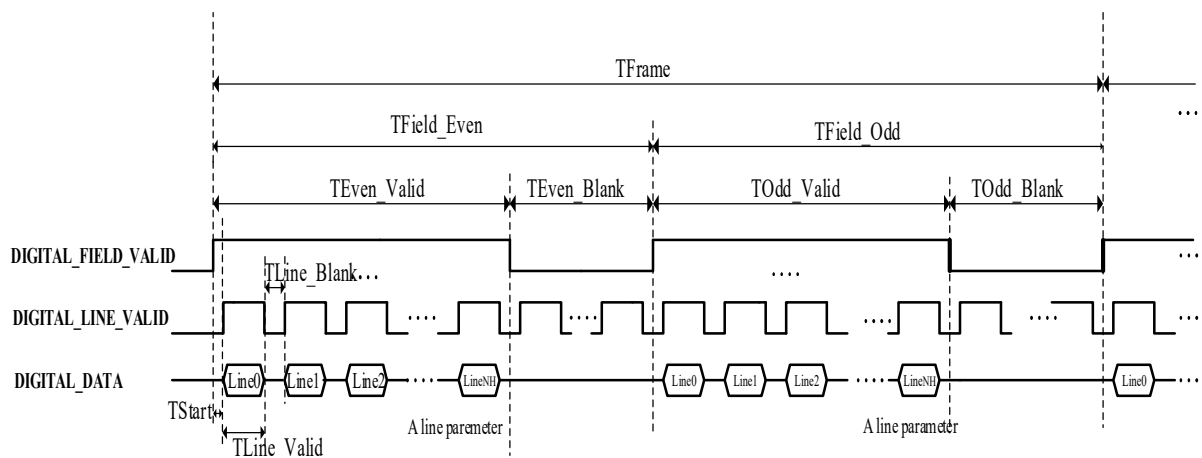 TFrame
....
TField_Even
TField_Odd
TEven_Valid
TEven_Blank
TOdd_Valid
TOdd_Blank
DIGITAL_FIELD_VALID
TLine_Blank
....
....
....
DIGITAL_LINE_VALID
....
....
....
....
....
DIGITAL_DATA
Line0
Line1
Line2
.....
LineNH
Line0
Line1
Line2
.....
LineNH
Line0
....
TStart
A line paremeter
A line parameter
TLine_Valid